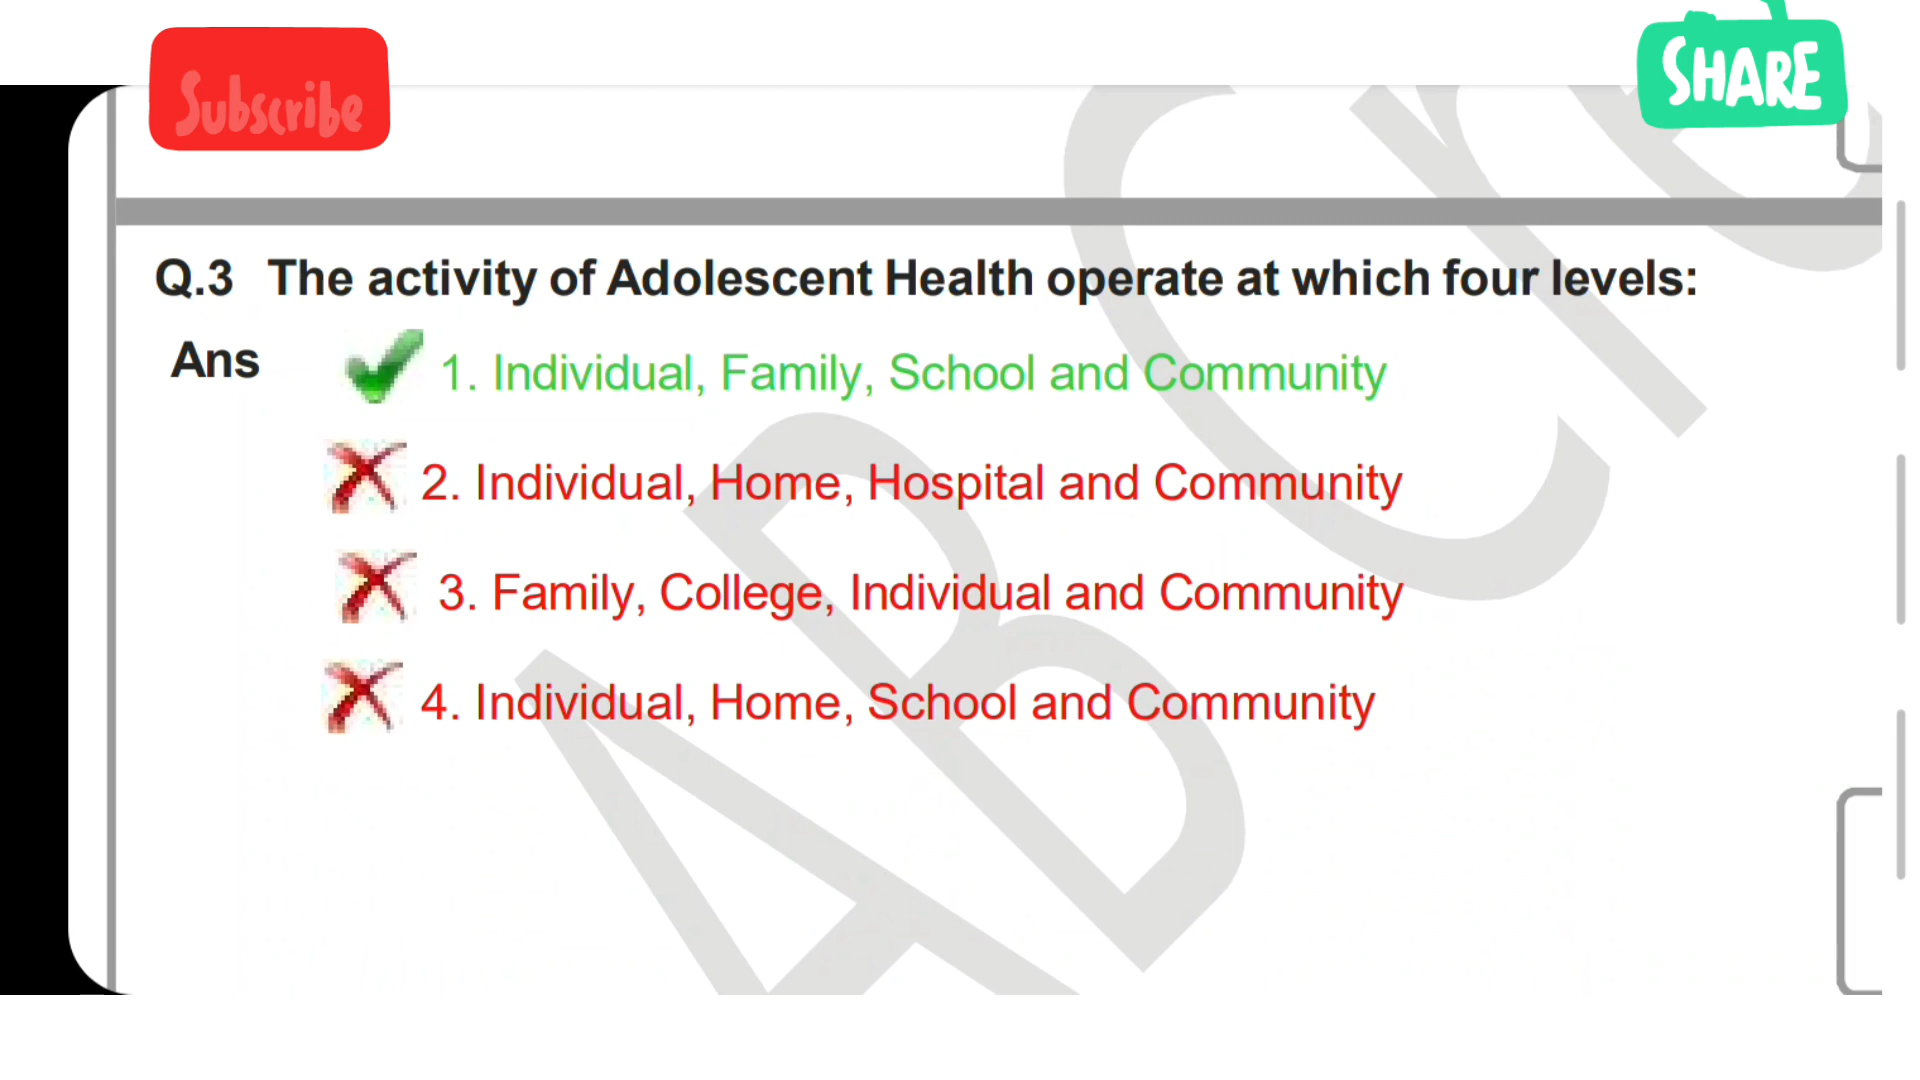 Subscribe
SHARE
Q.3 The activity of Adolescent Health operate at which four levels:
Ans
1. Individual, Family, School and Community
2. Individual, Home, Hospital and Community
3. Family, College, Individual and Community
4. Individual, Home, School and Community